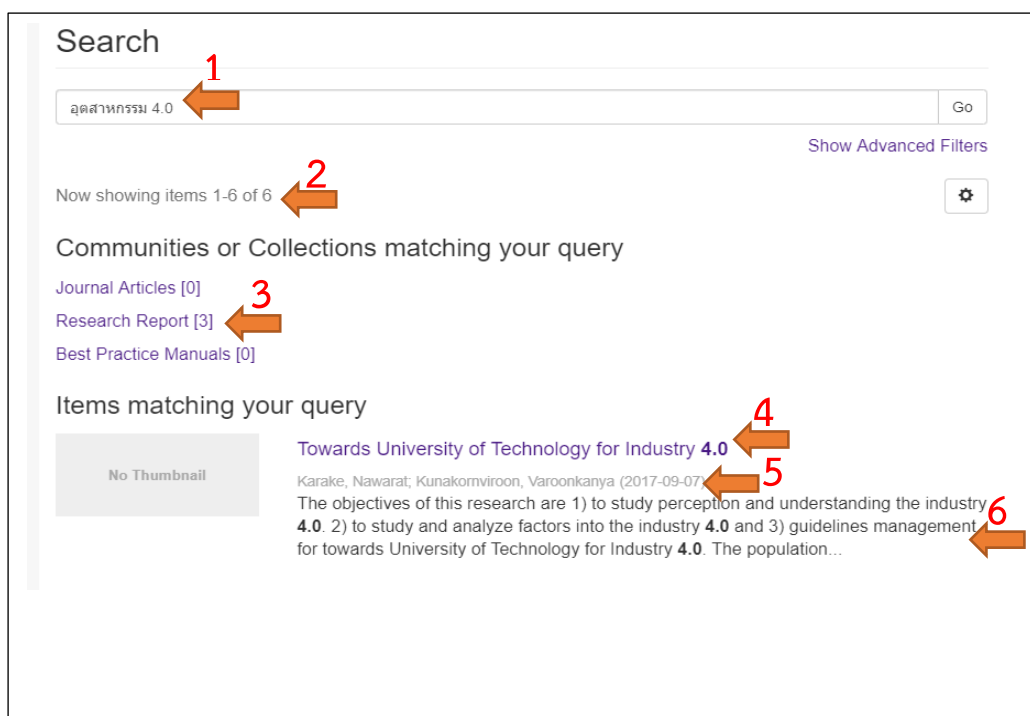 Search
1
อุตสาหกรรม 4.0
Go
Show Advanced Filters
Now showing items 1-6 of 6
2
Communities or Collections matching your query
Journal Articles [0]
3
Research Report [3]
Best Practice Manuals [0]
Items matching your query
4
No Thumbnail
Towards University of Technology for Industry 4.0
Karake, Nawarat; Kunakornviroon, Varoonkanya (2017-09-07)
5
The objectives of this research are 1) to study perception and understanding the industry
4.0. 2) to study and analyze factors into the industry 4.0 and 3) guidelines management
6
for towards University of Technology for Industry 4.0. The population...